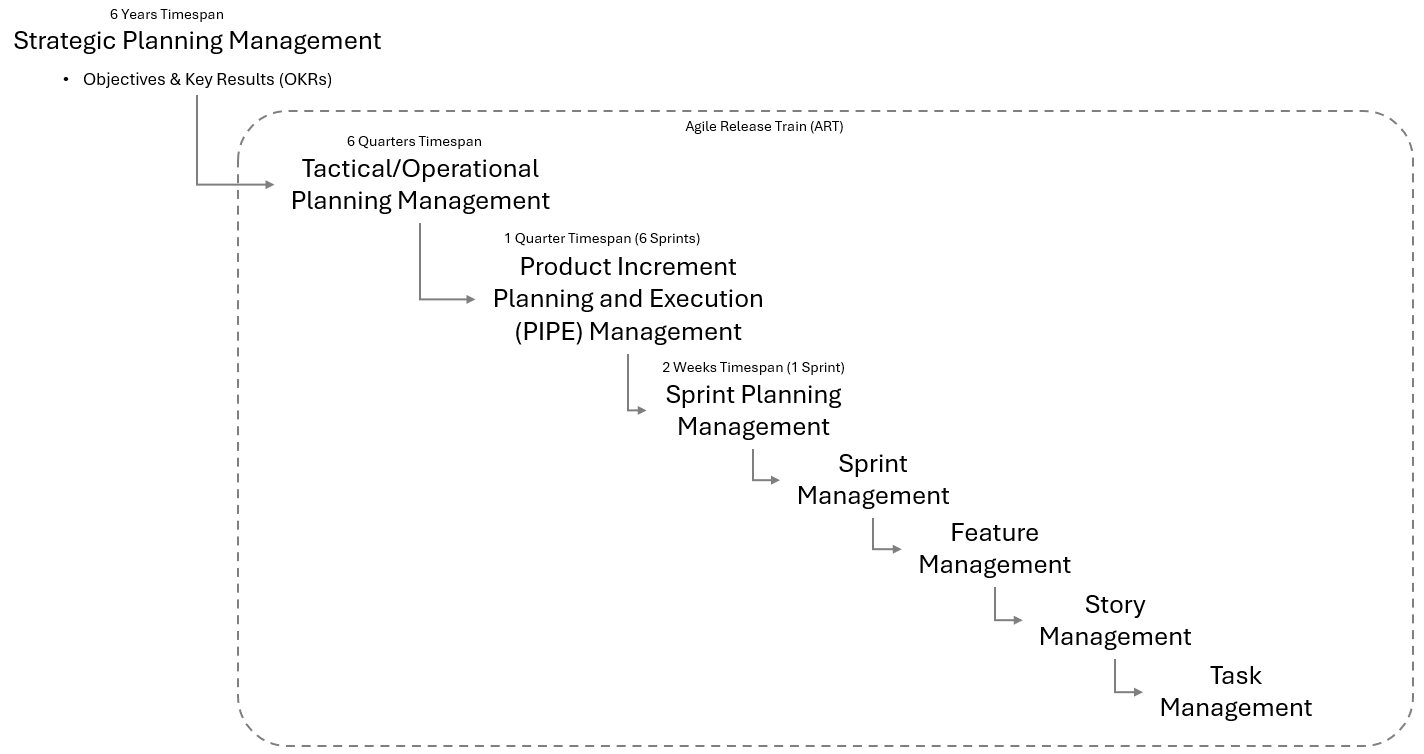 6 Years Timespan
Strategic Planning Management
• Objectives & Key Results (OKRs)
Agile Release Train (ART)
6 Quarters Timespan
Tactical/Operational
Planning Management
1 Quarter Timespan (6 Sprints)
Product Increment
Planning and Execution
(PIPE) Management
2 Weeks Timespan (1 Sprint)
Sprint Planning
Management
Sprint
Management
Feature
Management
Story
Management
Task
Management